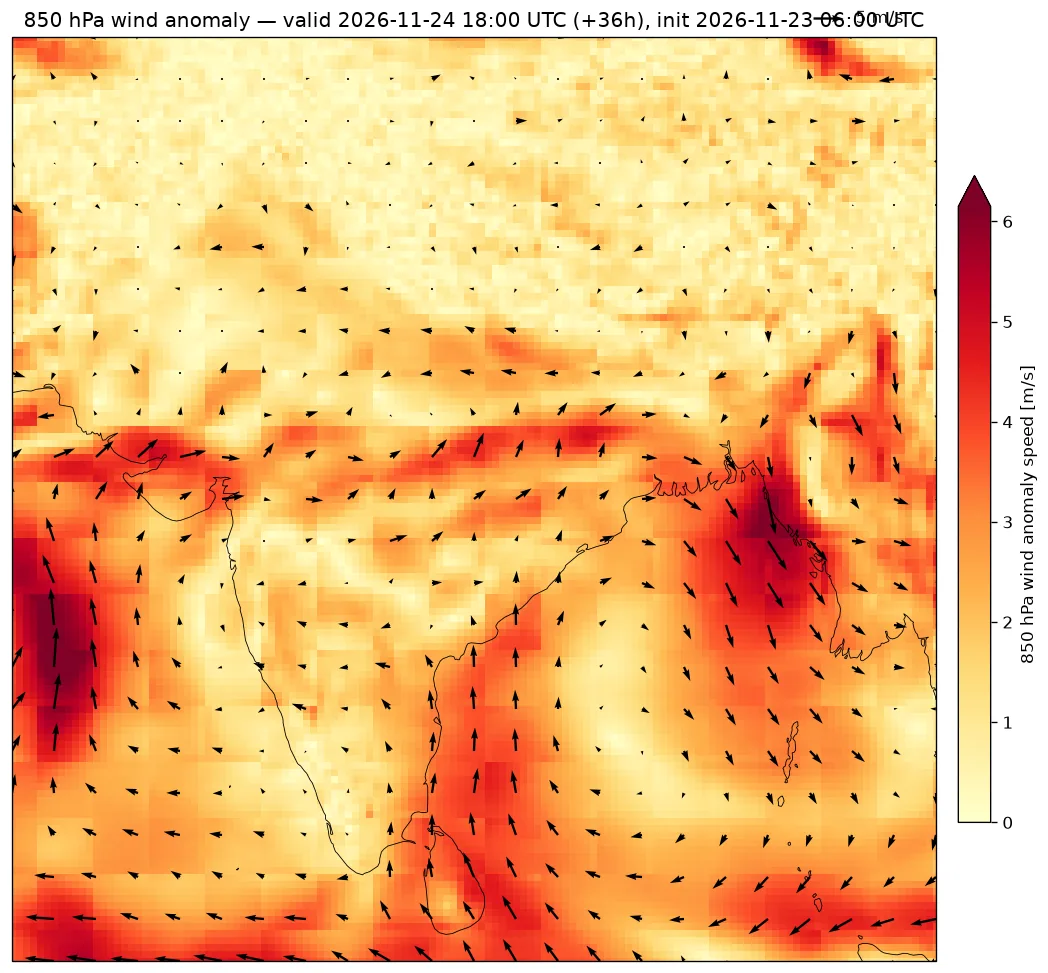 850 hPa wind anomaly — valid 2026-11-24 18:00 UTC (+36h), init 2026-11-23 06:00 UTC
5 m/s
6
5
4
3
2
1
0
850 hPa wind anomaly speed [m/s]